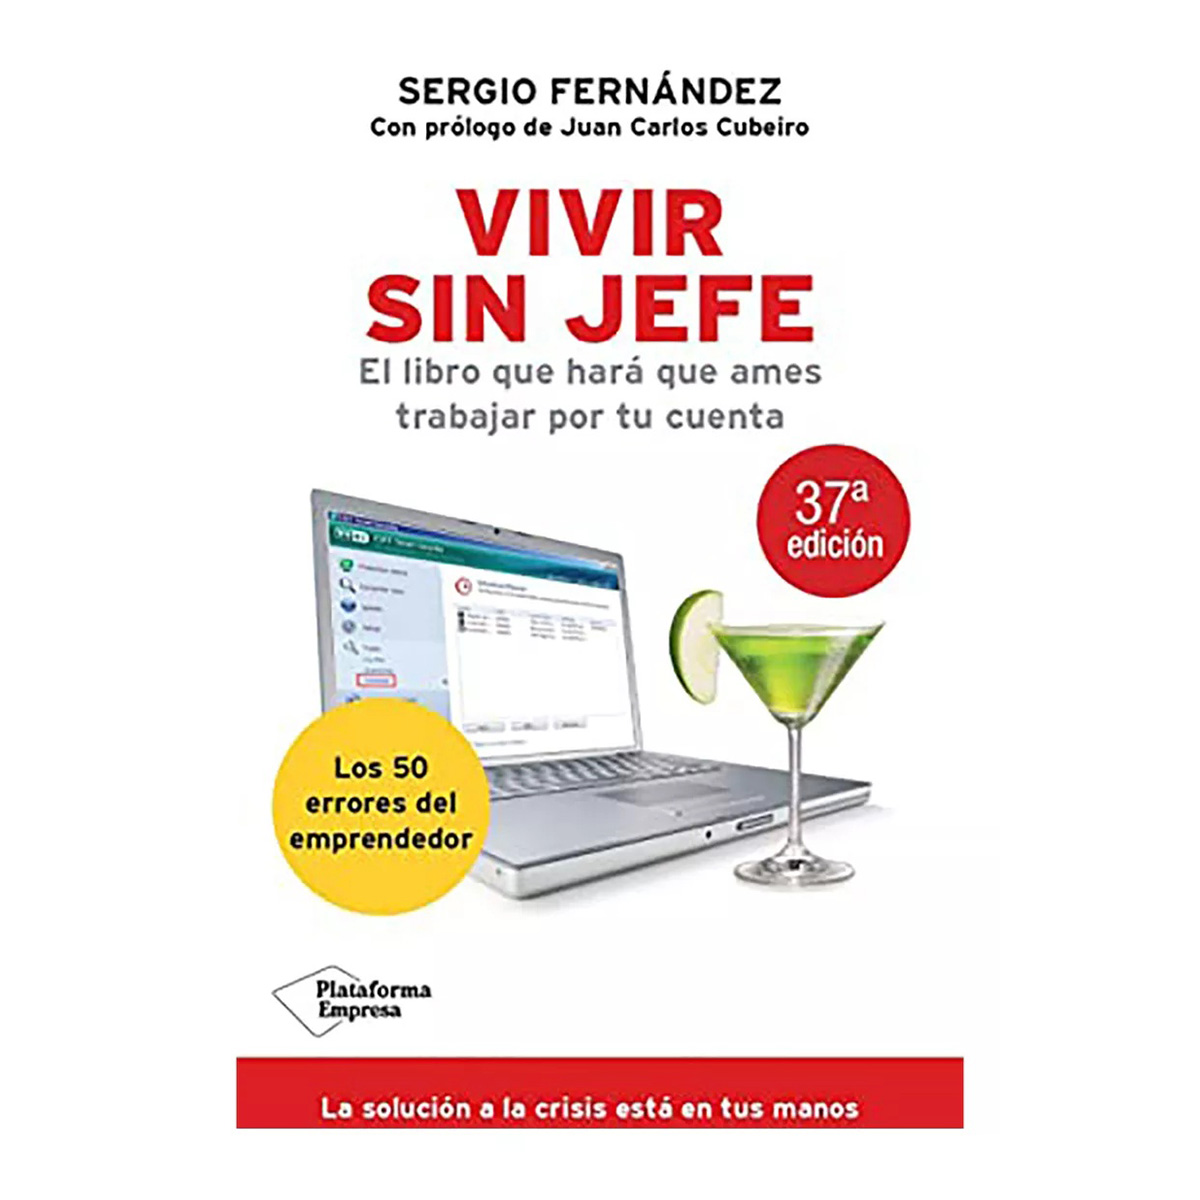 SERGIO FERNÁNDEZ
Con prólogo de Juan Carlos Cubeiro
VIVIR
SIN JEFE
El libro que hará que ames
trabajar por tu cuenta
37ª
edición
Los 50
errores del
emprendedor
Plataforma
Empresa
La solución a la crisis está en tus manos